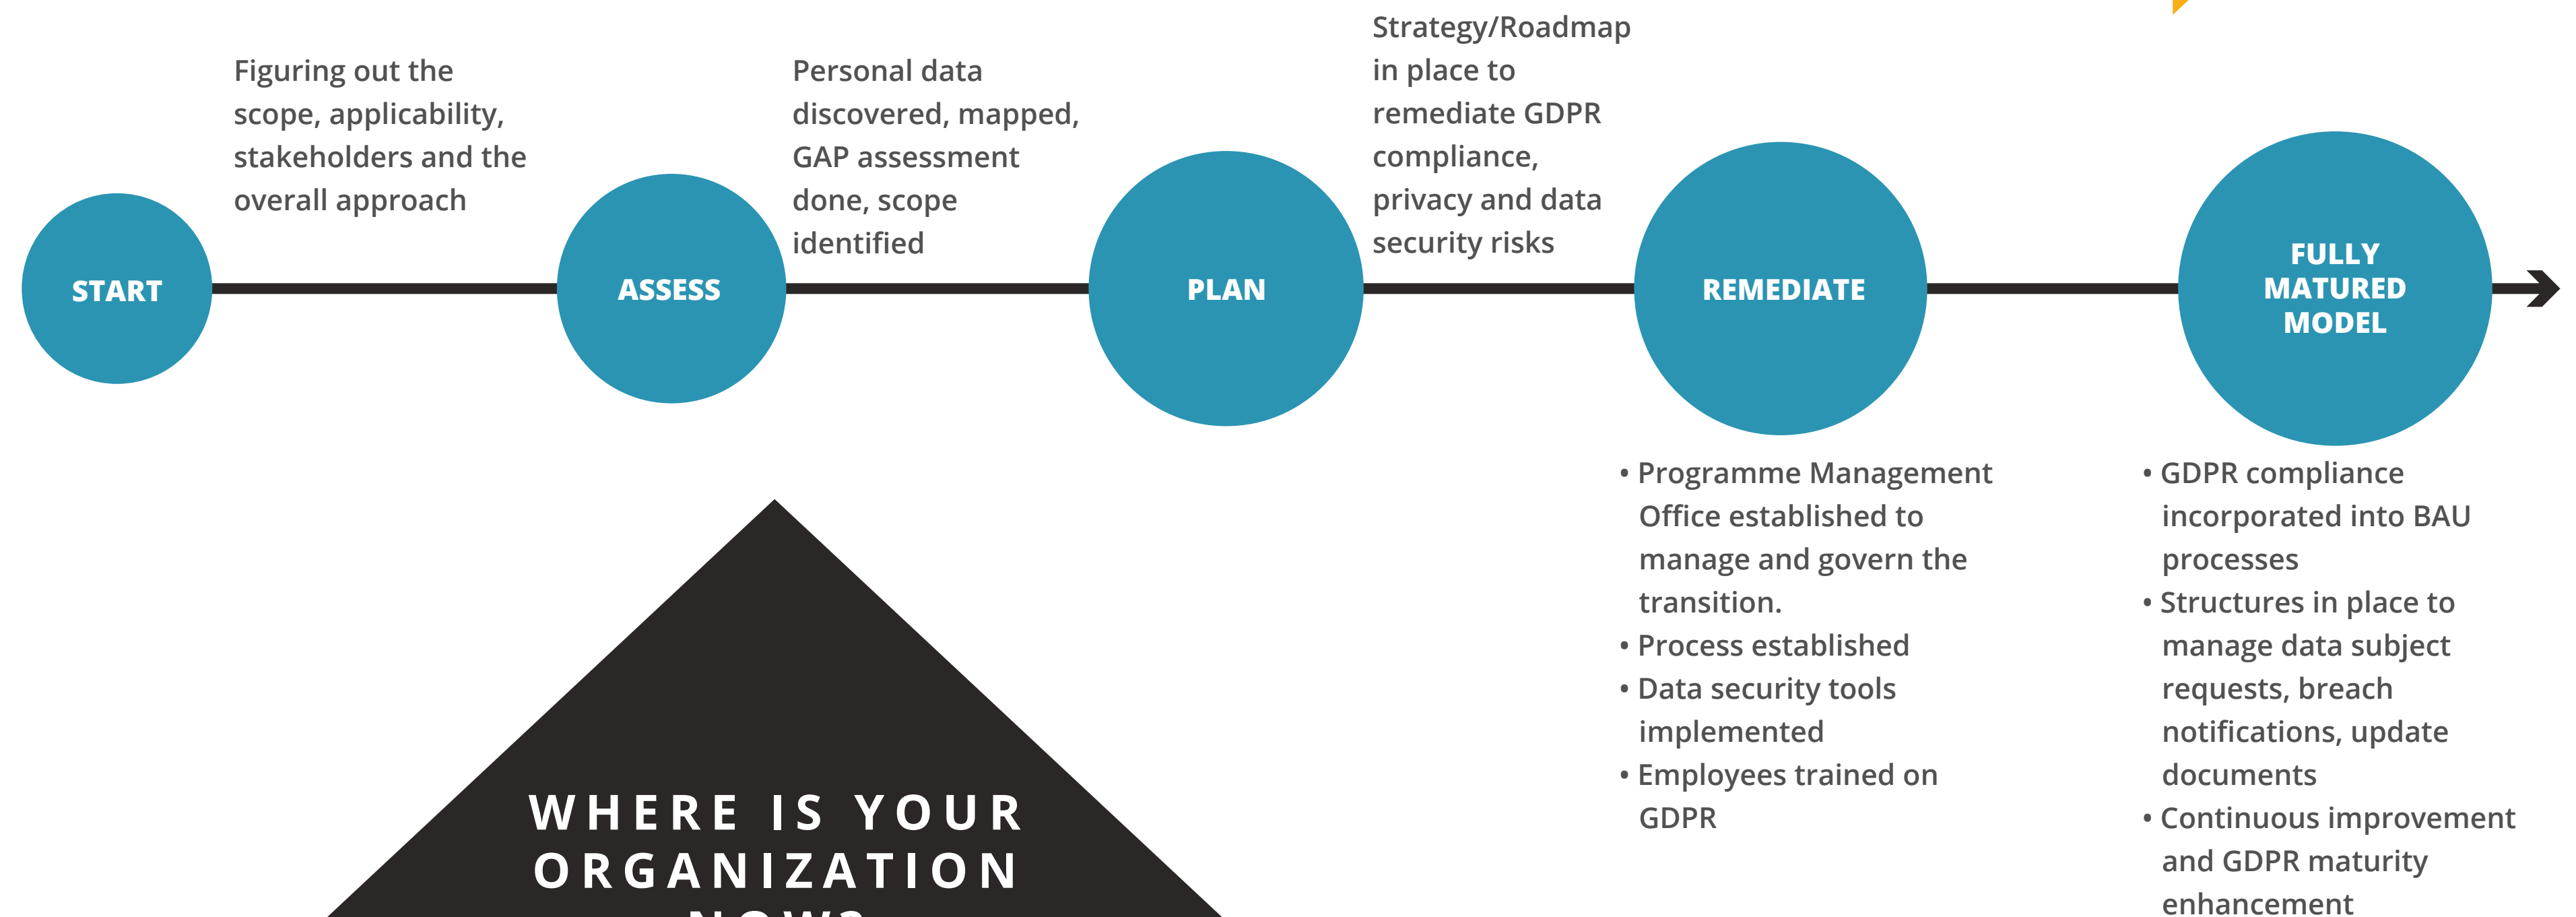 Figuring out the
scope, applicability,
stakeholders and the
overall approach
Personal data
discovered, mapped,
GAP assessment
done, scope
identified
Strategy/Roadmap
in place to
remediate GDPR
compliance,
privacy and data
security risks
START
ASSESS
PLAN
REMEDIATE
FULLY
MATURED
MODEL
• Programme Management
Office established to
manage and govern the
transition.
• Process established
• Data security tools
implemented
• Employees trained on
GDPR
• GDPR compliance
incorporated into BAU
processes
• Structures in place to
manage data subject
requests, breach
notifications, update
documents
• Continuous improvement
and GDPR maturity
enhancement
WHERE IS YOUR
ORGANIZATION
NOW?